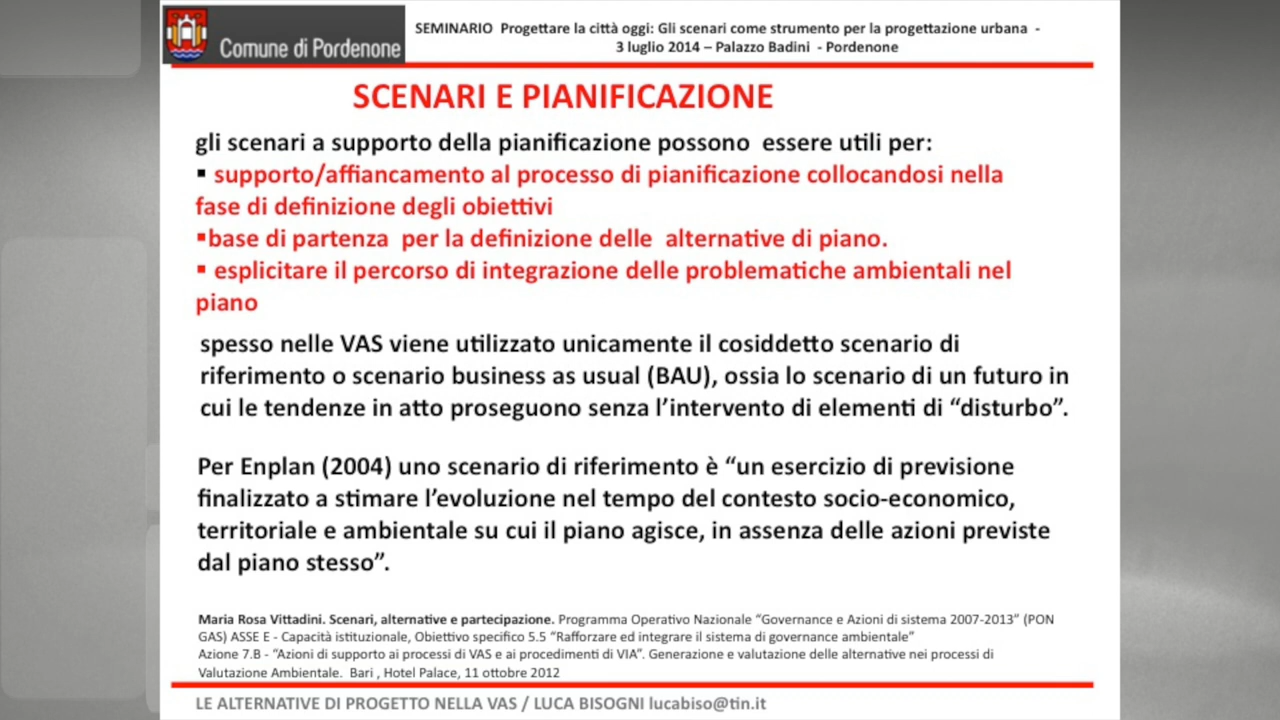 Comune di Pordenone
SEMINARIO Progettare la città oggi: Gli scenari come strumento per la progettazione urbana -
3 luglio 2014 – Palazzo Badini - Pordenone
SCENARI E PIANIFICAZIONE
gli scenari a supporto della pianificazione possono essere utili per:
▪ supporto/affiancamento al processo di pianificazione collocandosi nella
fase di definizione degli obiettivi
▪base di partenza per la definizione delle alternative di piano.
▪ esplicitare il percorso di integrazione delle problematiche ambientali nel
piano
spesso nelle VAS viene utilizzato unicamente il cosiddetto scenario di
riferimento o scenario business as usual (BAU), ossia lo scenario di un futuro in
cui le tendenze in atto proseguono senza l’intervento di elementi di “disturbo”.
Per Enplan (2004) uno scenario di riferimento è “un esercizio di previsione
finalizzato a stimare l’evoluzione nel tempo del contesto socio-economico,
territoriale e ambientale su cui il piano agisce, in assenza delle azioni previste
dal piano stesso”.
Maria Rosa Vittadini. Scenari, alternative e partecipazione. Programma Operativo Nazionale “Governance e Azioni di sistema 2007-2013” (PON
GAS) ASSE E - Capacità istituzionale, Obiettivo specifico 5.5 “Rafforzare ed integrare il sistema di governance ambientale”
Azione 7.B - “Azioni di supporto ai processi di VAS e ai procedimenti di VIA”. Generazione e valutazione delle alternative nei processi di
Valutazione Ambientale. Bari , Hotel Palace, 11 ottobre 2012
LE ALTERNATIVE DI PROGETTO NELLA VAS / LUCA BISOGNI lucabiso@tin.it